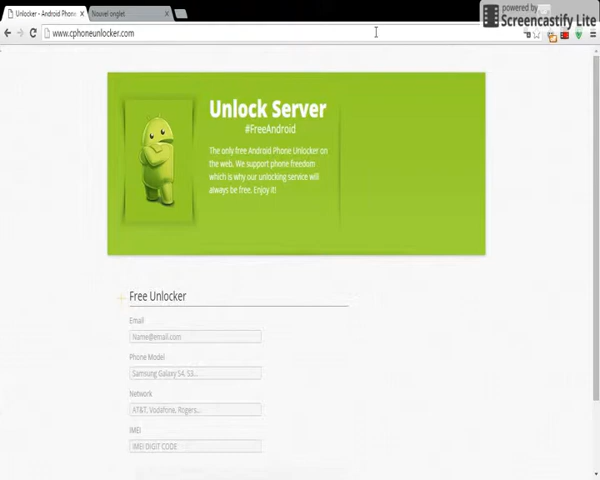 powered by
Screencastify Lite
Unlocker - Android Phone
Nouvel onglet
www.cphoneunlocker.com
Unlock Server
#FreeAndroid
The only free Android Phone Unlocker on
the web. We support phone freedom
which is why our unlocking service will
always be free. Enjoy it!
Free Unlocker
Email
Name@email.com
Phone Model
Samsung Galaxy S4, S3...
Network
AT&T, Vodafone, Rogers...
IMEI
IMEI DIGIT CODE